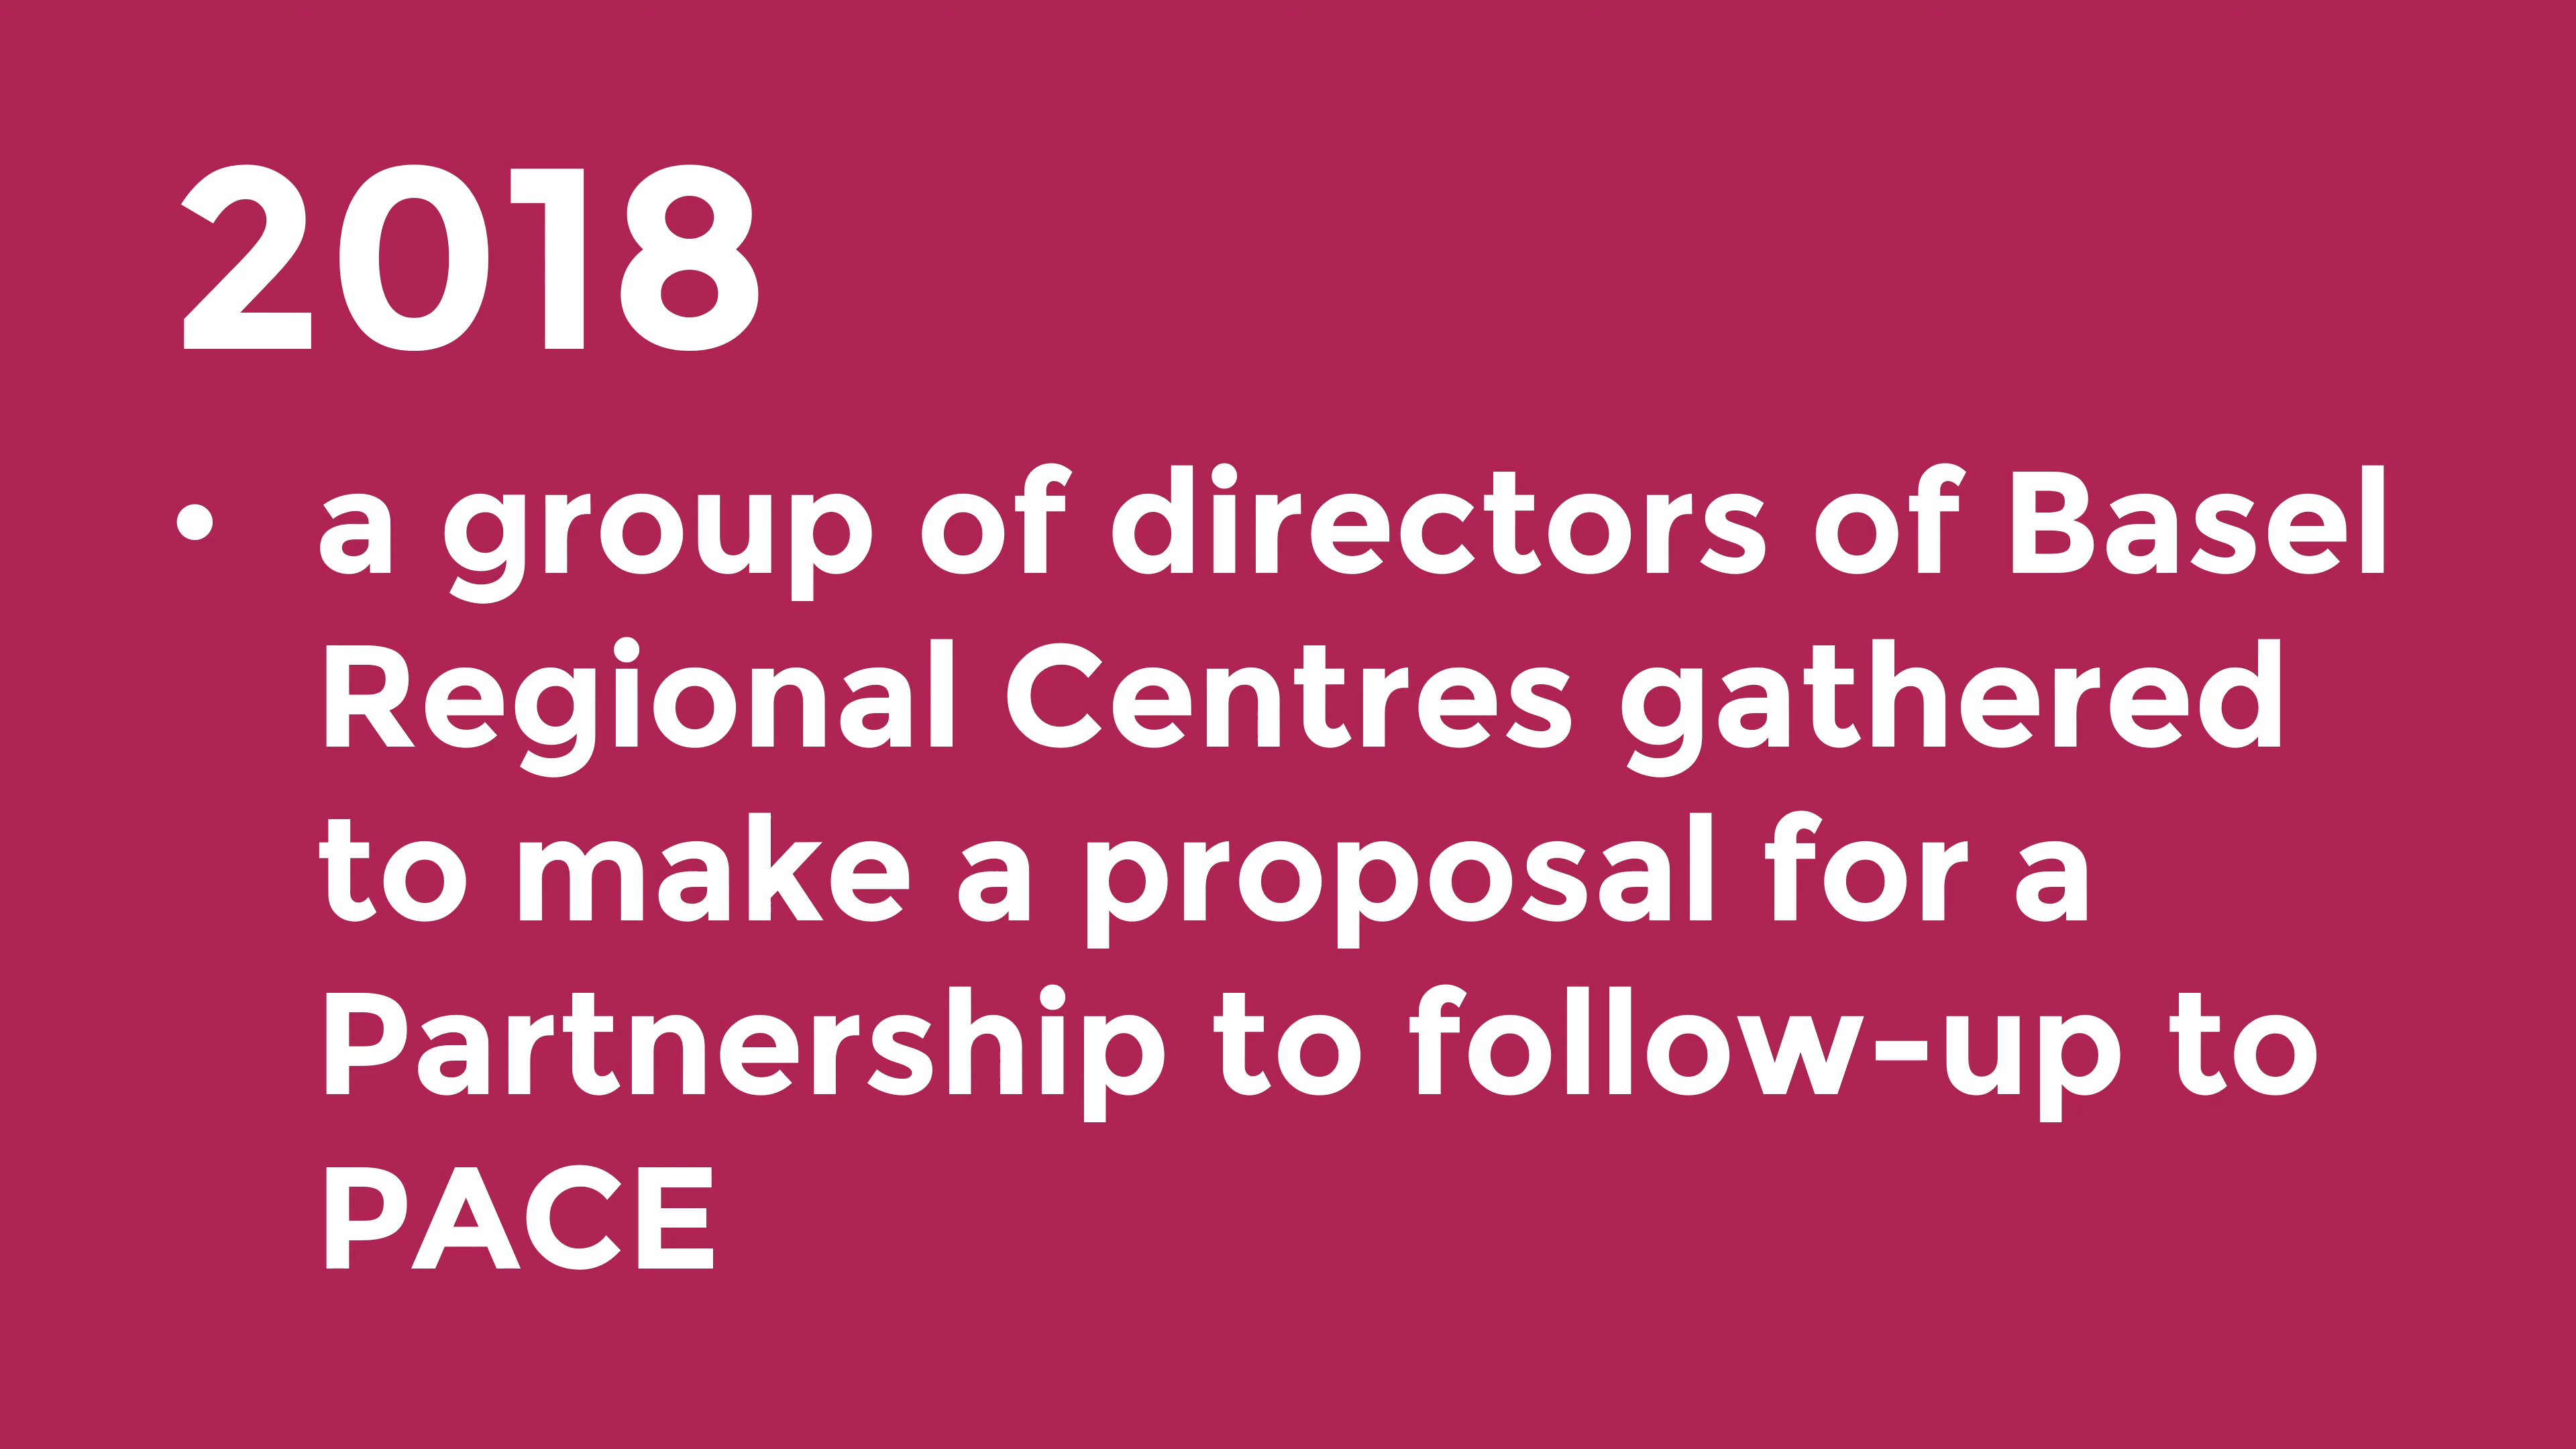 2018
• a group of directors of Basel
Regional Centres gathered
to make a proposal for a
Partnership to follow-up to
PACE